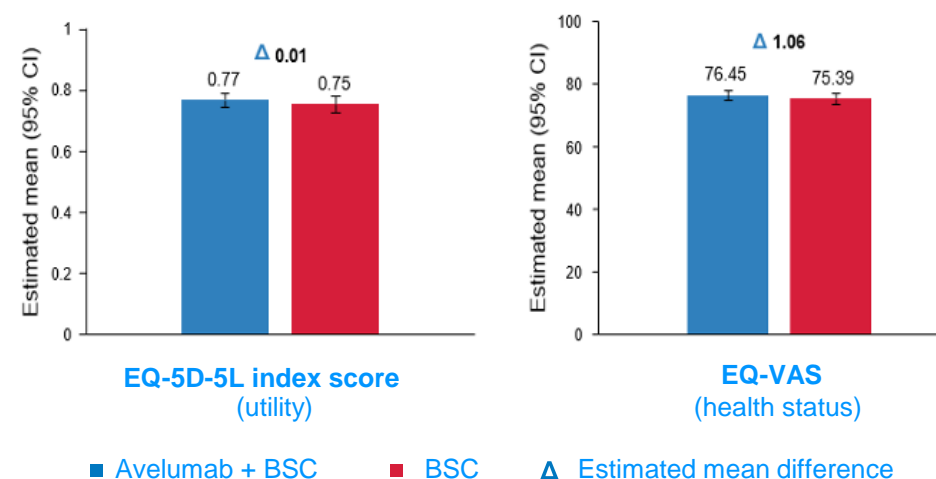 Estimated mean (95% CI)
1
0.8
0.6
0.4
0.2
0
Δ 0.01
0.77
0.75
EQ-5D-5L index score
(utility)
Estimated mean (95% CI)
100
80
60
40
20
0
Δ 1.06
76.45
75.39
EQ-VAS
(health status)
Avelumab + BSC
BSC
Δ Estimated mean difference